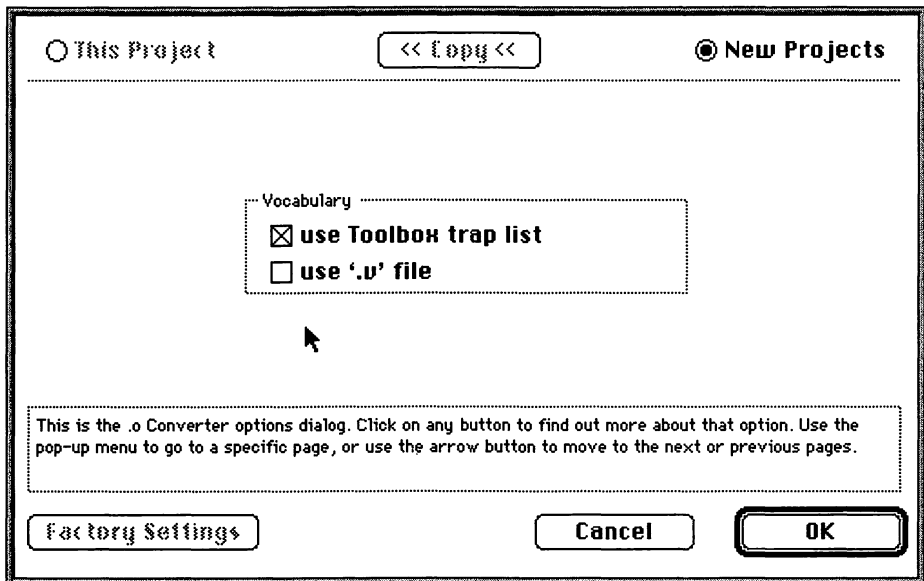 This Project << Copy << New Projects
Vocabulary
use Toolbox trap list
use ‘.v’ file
This is the .o Converter options dialog. Click on any button to find out more about that option. Use the
pop-up menu to go to a specific page, or use the arrow button to move to the next or previous pages.
Factory Settings Cancel OK